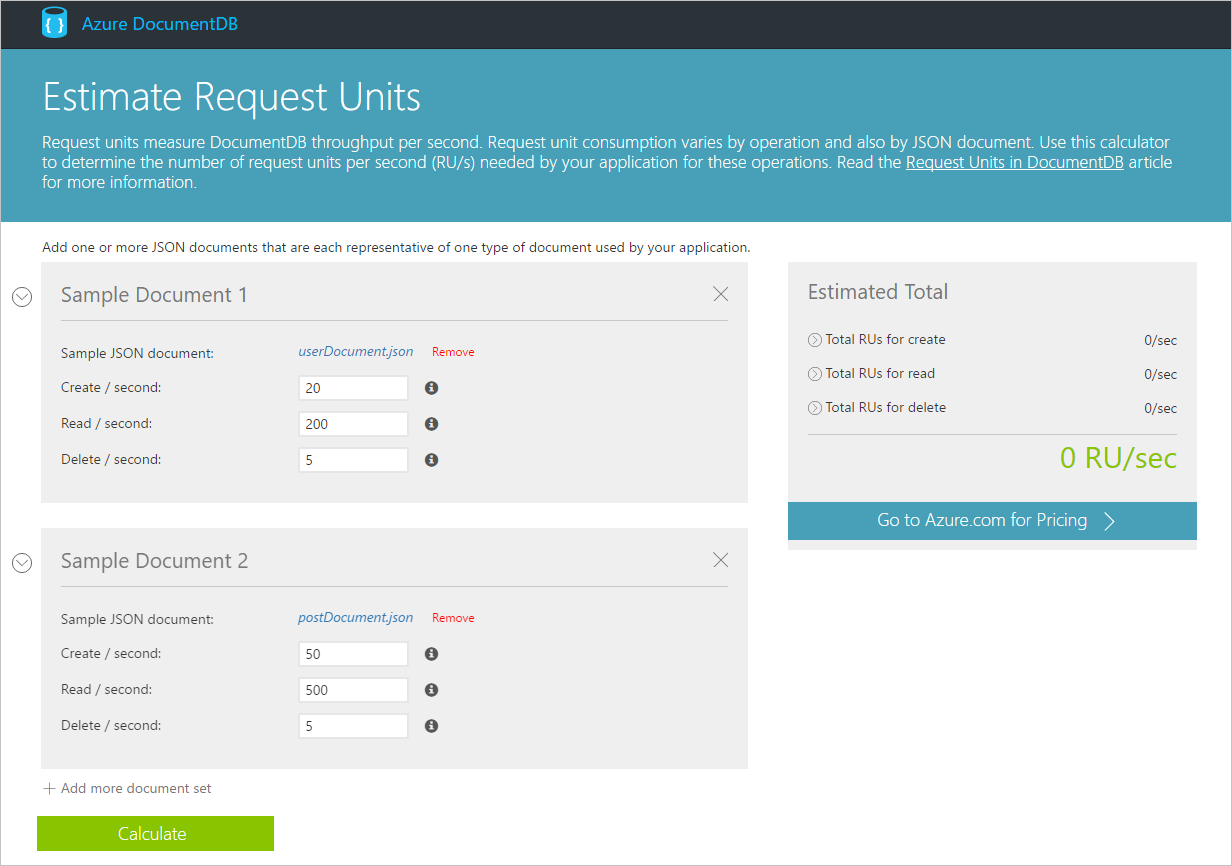 Azure DocumentDB
Estimate Request Units
Request units measure DocumentDB throughput per second. Request unit consumption varies by operation and also by JSON document. Use this calculator
to determine the number of request units per second (RU/s) needed by your application for these operations. Read the Request Units in DocumentDB article
for more information.
Add one or more JSON documents that are each representative of one type of document used by your application.
Sample Document 1
Sample JSON document: userDocument.json Remove
Create / second: 20
Read / second: 200
Delete / second: 5
Sample Document 2
Sample JSON document: postDocument.json Remove
Create / second: 50
Read / second: 500
Delete / second: 5
+ Add more document set
Calculate
Estimated Total
Total RUs for create 0/sec
Total RUs for read 0/sec
Total RUs for delete 0/sec
0 RU/sec
Go to Azure.com for Pricing